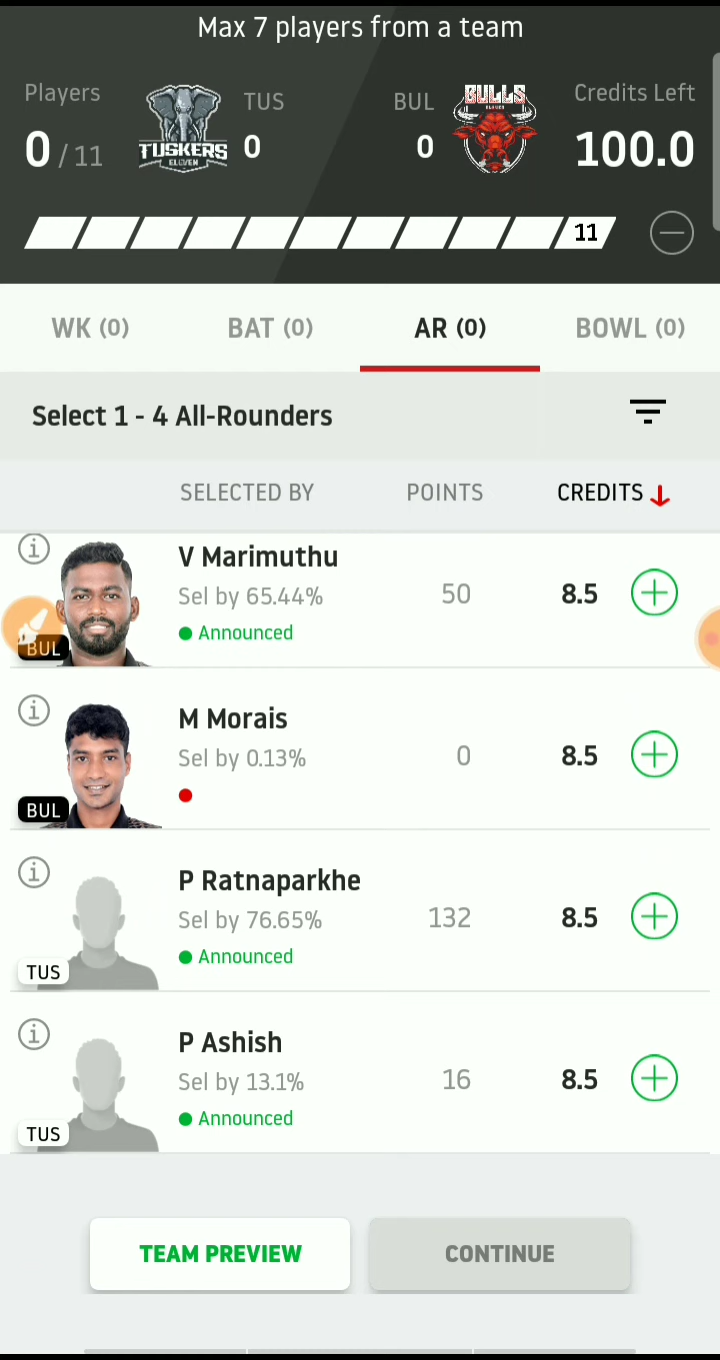 Max 7 players from a team
Players
TUS
BUL
Credits Left
0 / 11
TUSKERS
ELEVEN
0
0
BULLS
ELEVEN
100.0
11
WK (0) BAT (0) AR (0) BOWL (0)
Select 1 - 4 All-Rounders
SELECTED BY POINTS CREDITS
V Marimuthu
Sel by 65.44% 50 8.5
Announced
BUL
M Morais
Sel by 0.13% 0 8.5
BUL
P Ratnaparkhe
Sel by 76.65% 132 8.5
Announced
TUS
P Ashish
Sel by 13.1% 16 8.5
Announced
TUS
TEAM PREVIEW CONTINUE